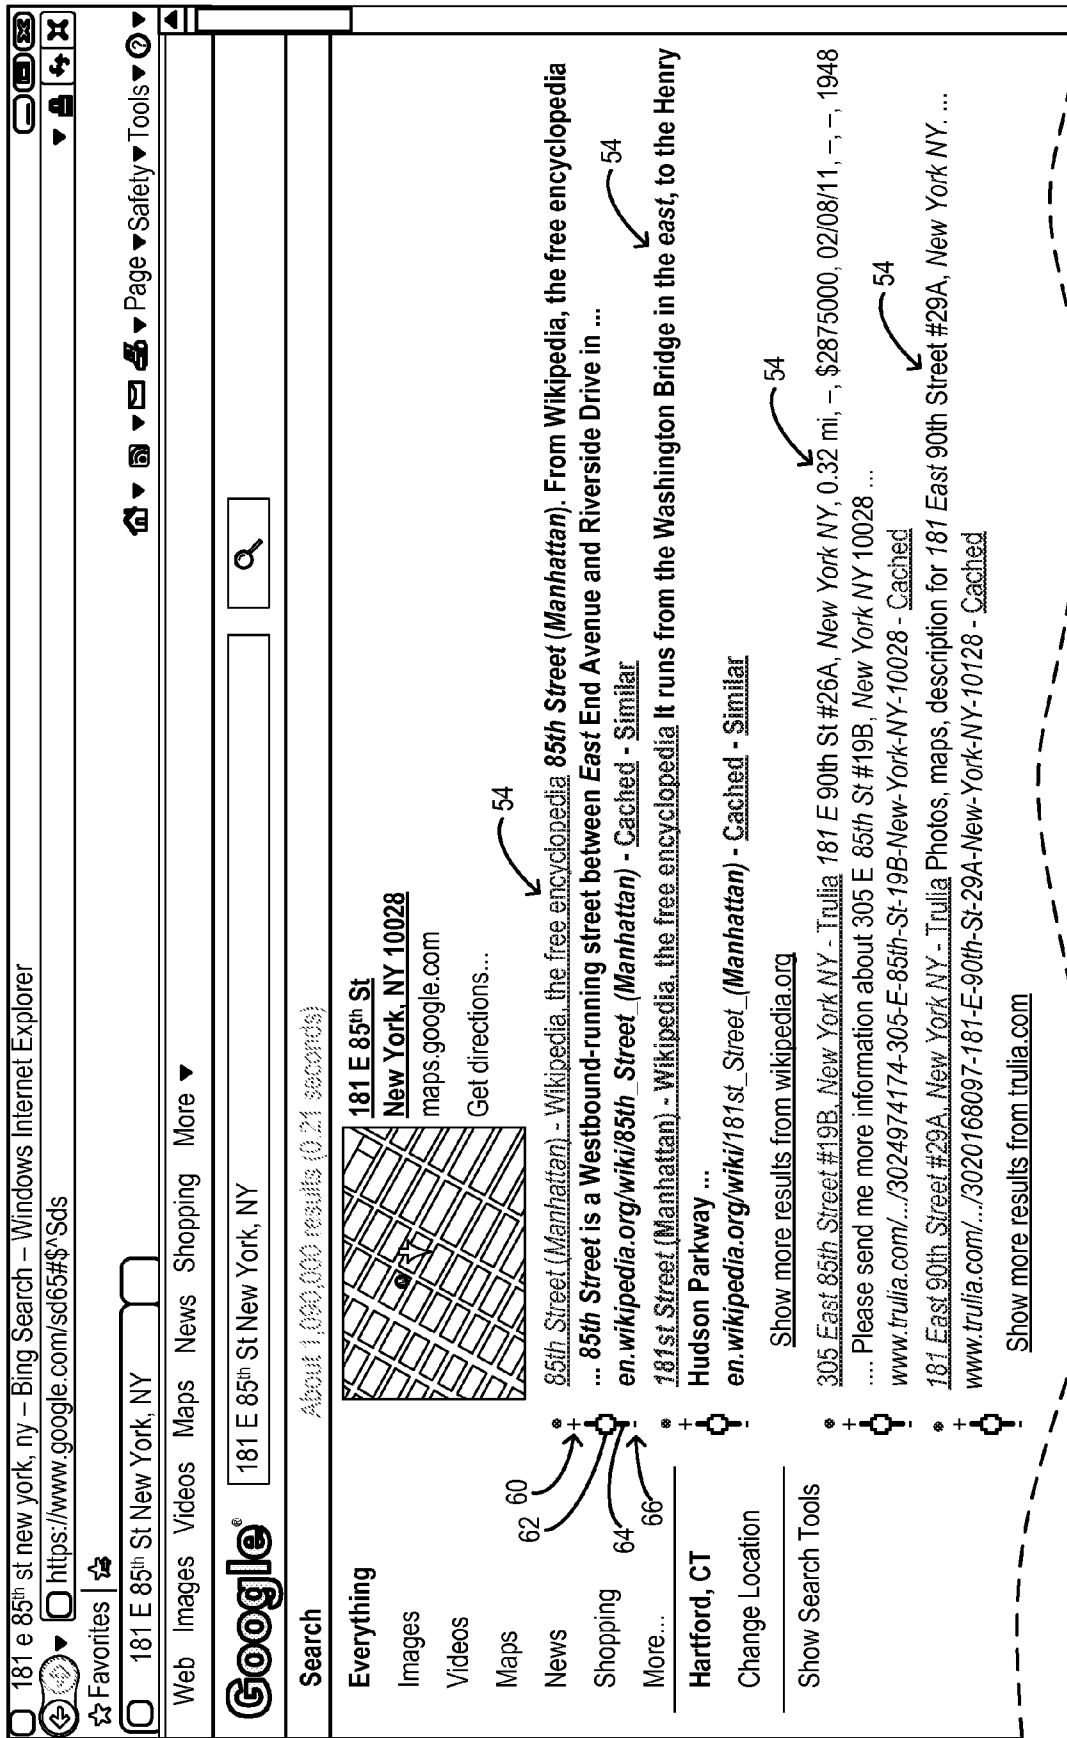 181 e 85th st new york, ny – Bing Search – Windows Internet Explorer
https://www.google.com/sd65#$^Sds
Favorites
Page Safety Tools ?
181 E 85th St New York, NY
Web Images Videos Maps News Shopping More
Google
181 E 85th St New York, NY
Search
About 1,090,000 results (0.21 seconds)
Everything
Images
Videos
Maps
News
Shopping
More...
Hartford, CT
Change Location
Show Search Tools
181 E 85th St
New York, NY 10028
maps.google.com
Get directions...
54
60
62
64
66
+
-
85th Street (Manhattan) - Wikipedia, the free encyclopedia 85th Street (Manhattan). From Wikipedia, the free encyclopedia
... 85th Street is a Westbound-running street between East End Avenue and Riverside Drive in ...
en.wikipedia.org/wiki/85th_Street_(Manhattan) - Cached - Similar
54
+
-
181st Street (Manhattan) - Wikipedia, the free encyclopedia It runs from the Washington Bridge in the east, to the Henry
Hudson Parkway ...
en.wikipedia.org/wiki/181st_Street_(Manhattan) - Cached - Similar
Show more results from wikipedia.org
54
+
-
305 East 85th Street #19B, New York NY - Trulia 181 E 90th St #26A, New York NY, 0.32 mi, –, $2875000, 02/08/11, –, –, 1948
.... Please send me more information about 305 E 85th St #19B, New York NY 10028 ...
www.trulia.com/.../3024974174-305-E-85th-St-19B-New-York-NY-10028 - Cached
54
+
-
181 East 90th Street #29A, New York NY - Trulia Photos, maps, description for 181 East 90th Street #29A, New York NY. ...
www.trulia.com/.../3020168097-181-E-90th-St-29A-New-York-NY-10128 - Cached
Show more results from trulia.com